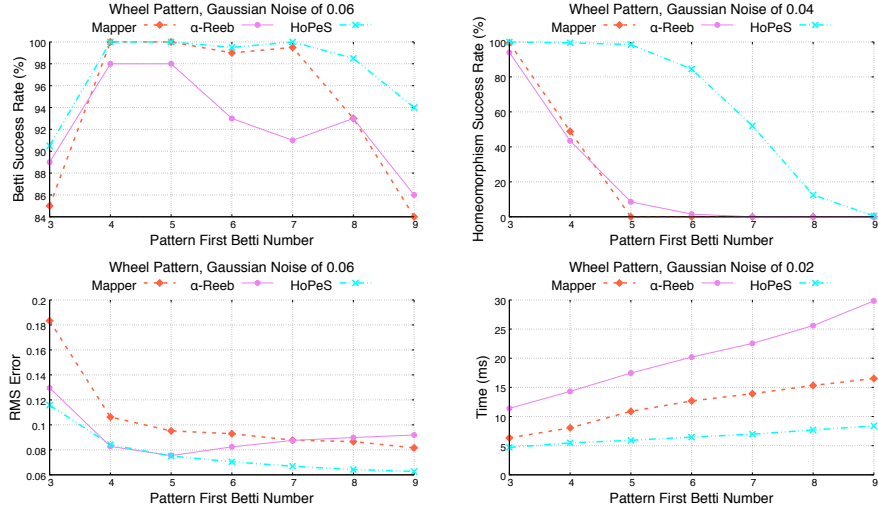 Wheel Pattern, Gaussian Noise of 0.06
Mapper α-Reeb HoPeS
Betti Success Rate (%)
100
98
96
94
92
90
88
86
84
3 4 5 6 7 8 9
Pattern First Betti Number
Wheel Pattern, Gaussian Noise of 0.04
Mapper α-Reeb HoPeS
Homeomorphism Success Rate (%)
100
80
60
40
20
0
3 4 5 6 7 8 9
Pattern First Betti Number
Wheel Pattern, Gaussian Noise of 0.06
Mapper α-Reeb HoPeS
RMS Error
0.2
0.18
0.16
0.14
0.12
0.1
0.08
0.06
3 4 5 6 7 8 9
Pattern First Betti Number
Wheel Pattern, Gaussian Noise of 0.02
Mapper α-Reeb HoPeS
Time (ms)
30
25
20
15
10
5
0
3 4 5 6 7 8 9
Pattern First Betti Number